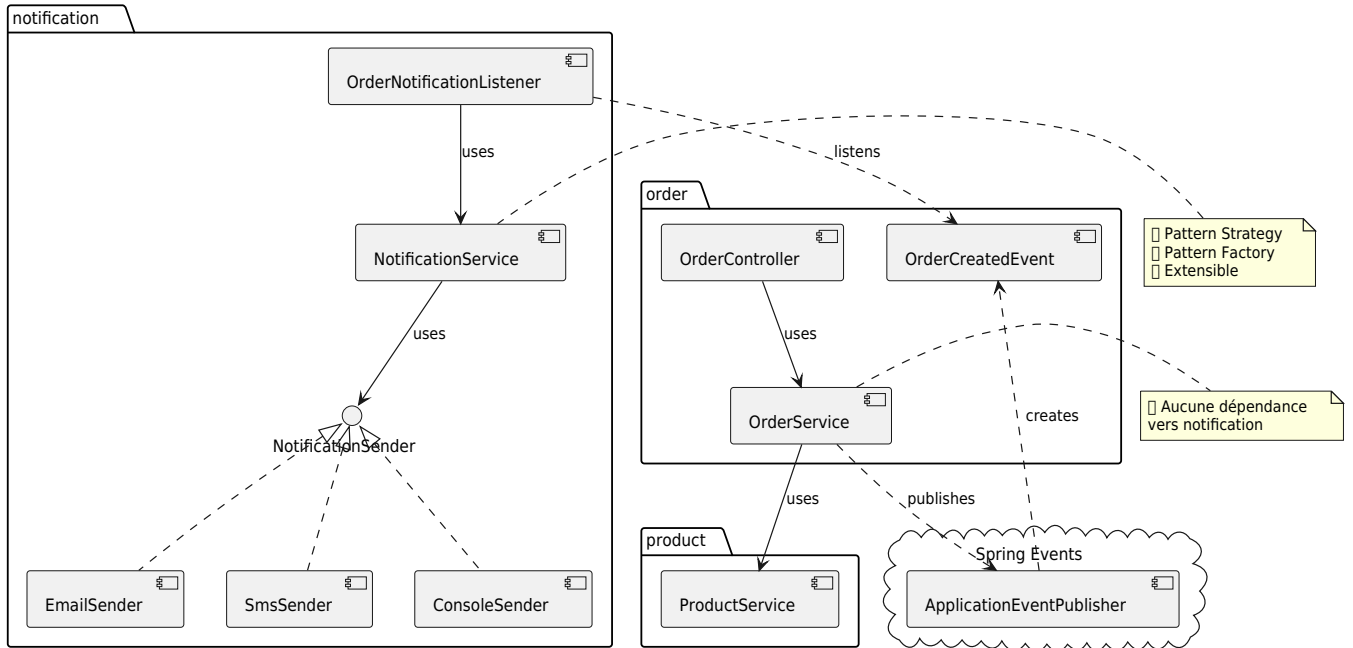 notification
OrderNotificationListener
uses
listens
order
NotificationService
OrderController
OrderCreatedEvent
Pattern Strategy
Pattern Factory
Extensible
uses
uses
NotificationSender
OrderService
creates
Aucune dépendance
vers notification
uses
publishes
product
Spring Events
EmailSender
SmsSender
ConsoleSender
ProductService
ApplicationEventPublisher